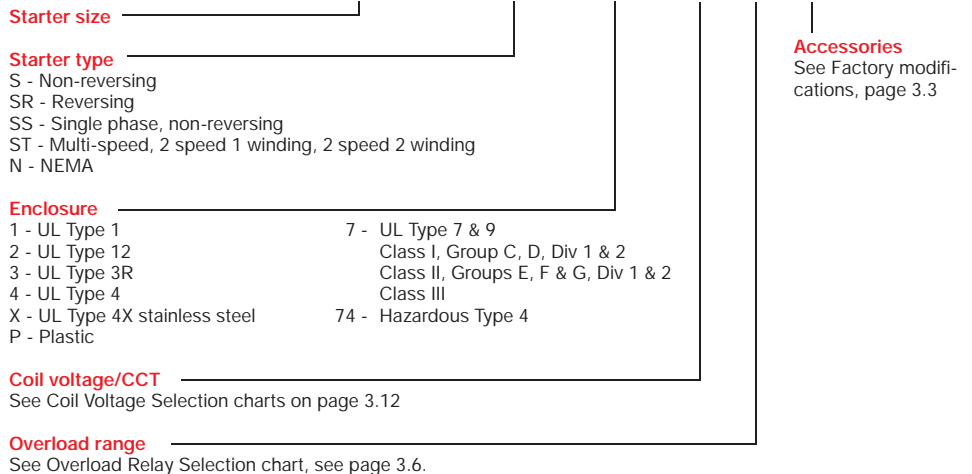 Starter size
Starter type
S - Non-reversing
SR - Reversing
SS - Single phase, non-reversing
ST - Multi-speed, 2 speed 1 winding, 2 speed 2 winding
N - NEMA
Accessories
See Factory modifi-
cations, page 3.3
Enclosure
1 - UL Type 1
2 - UL Type 12
3 - UL Type 3R
4 - UL Type 4
X - UL Type 4X stainless steel
P - Plastic
7 - UL Type 7 & 9
Class I, Group C, D, Div 1 & 2
Class II, Groups E, F & G, Div 1 & 2
Class III
74 - Hazardous Type 4
Coil voltage/CCT
See Coil Voltage Selection charts on page 3.12
Overload range
See Overload Relay Selection chart, see page 3.6.